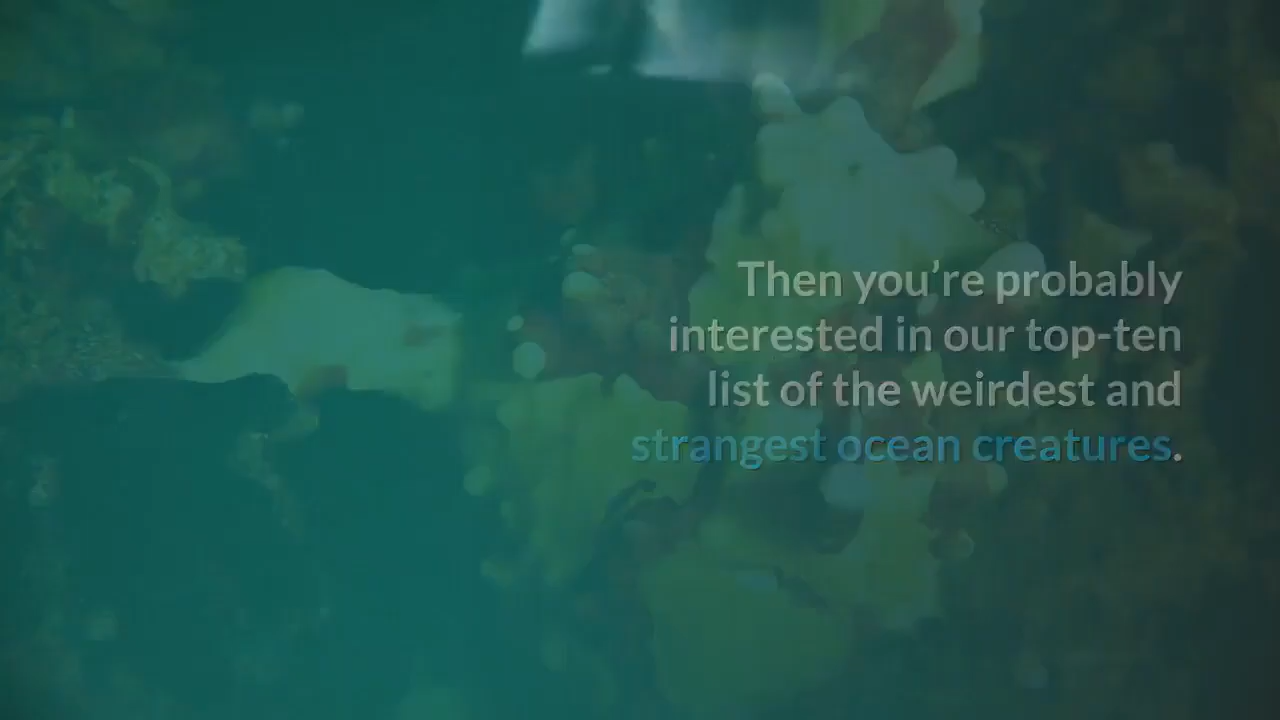 Then you’re probably
interested in our top-ten
list of the weirdest and
strangest ocean creatures.